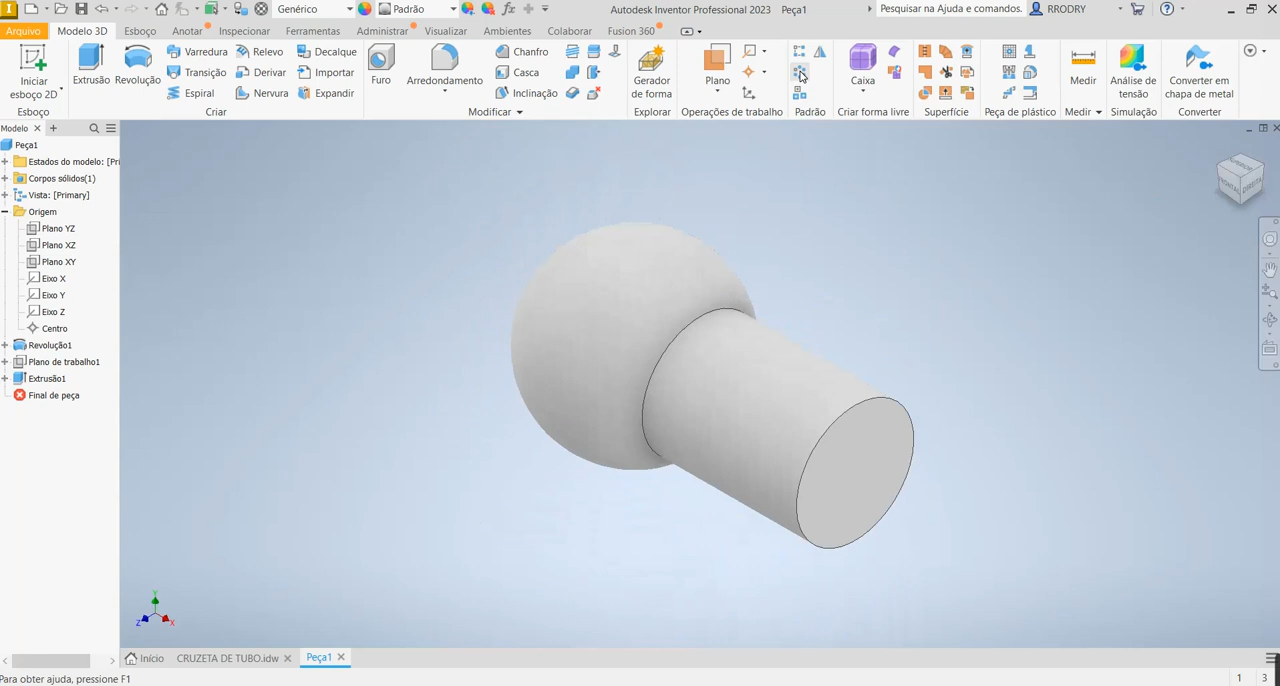 Genérico
Padrão
Autodesk Inventor Professional 2023 Peça1
Pesquisar na Ajuda e comandos.
RRODRY
Arquivo Modelo 3D Esboço Anotar Inspecionar Ferramentas Administrar Visualizar Ambientes Colaborar Fusion 360
Iniciar
esboço 2D
Esboço
Extrusão
Revolução
Varredura
Transição
Espiral
Relevo
Derivar
Nervura
Decalque
Importar
Expandir
Criar
Furo
Arredondamento
Chanfro
Casca
Inclinação
Modificar
Gerador
de forma
Explorar
Plano
Operações de trabalho
Padrão
Caixa
Criar forma livre
Superfície
Peça de plástico
Medir
Medir
Análise de
tensão
Simulação
Converter em
chapa de metal
Converter
Modelo
Peça1
Estados do modelo: [Pri
Corpos sólidos(1)
Vista: [Primary]
Origem
Plano YZ
Plano XZ
Plano XY
Eixo X
Eixo Y
Eixo Z
Centro
Revolução1
Plano de trabalho1
Extrusão1
Final de peça
SUPERIOR
FRONTAL
DIREITA
Y
Z
X
Início
CRUZETA DE TUBO.idw
Peça1
Para obter ajuda, pressione F1
1 3